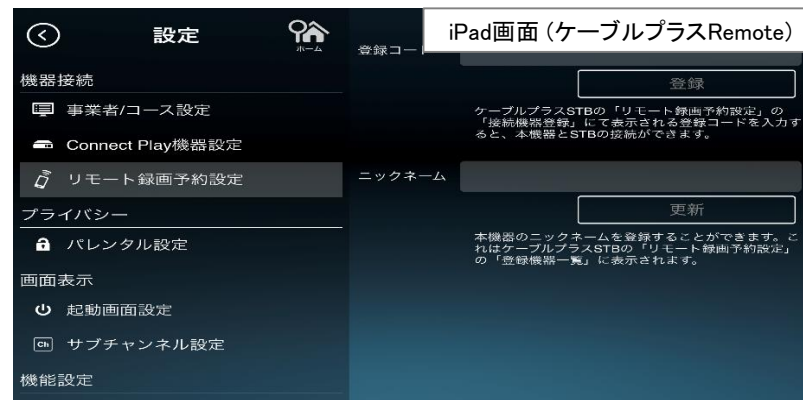 設定
ホーム
iPad画面 (ケーブルプラスRemote)
機器接続
事業者/コース設定
Connect Play機器設定
リモート録画予約設定
プライバシー
パレンタル設定
画面表示
起動画面設定
Ch サブチャンネル設定
機能設定
登録コード
登録
ケーブルプラスSTBの「リモート録画予約設定」の
「接続機器登録」にて表示される登録コードを入力す
ると、本機器とSTBの接続ができます。
ニックネーム
更新
本機器のニックネームを登録することができます。こ
れはケーブルプラスSTBの「リモート録画予約設定」
の「登録機器一覧」に表示されます。